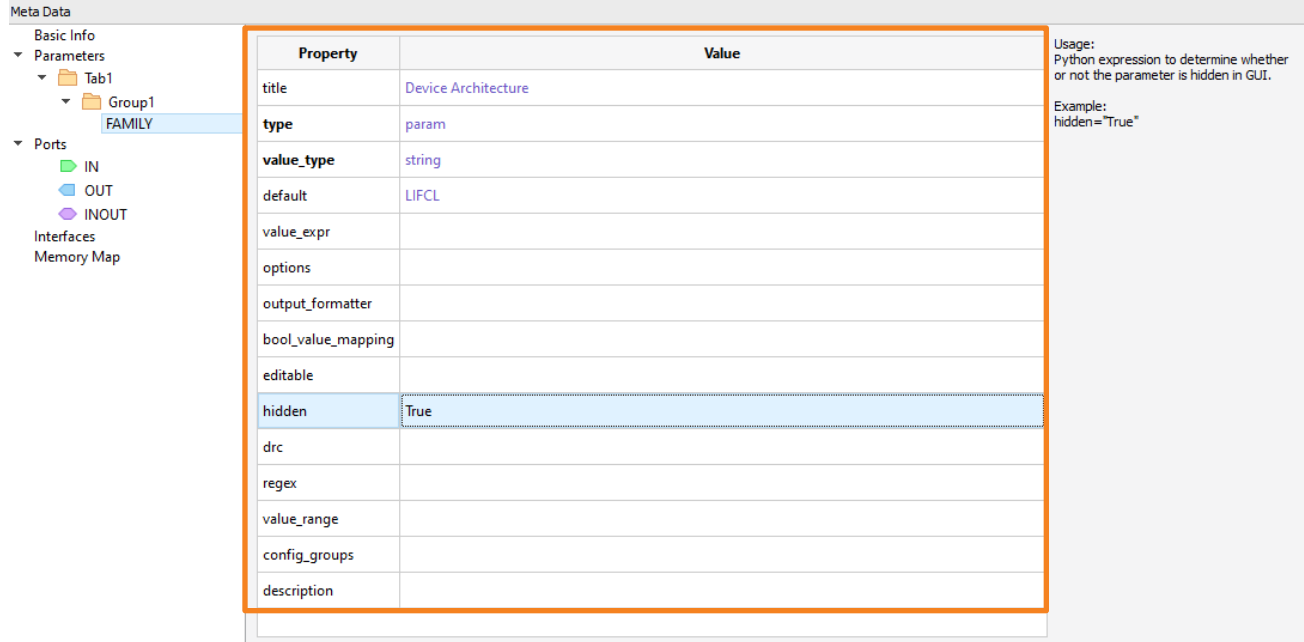 Meta Data
Basic Info
Parameters
Tab1
Group1
FAMILY
Ports
IN
OUT
INOUT
Interfaces
Memory Map
Property Value
title Device Architecture
type param
value_type string
default LIFCL
value_expr
options
output_formatter
bool_value_mapping
editable
hidden True
drc
regex
value_range
config_groups
description
Usage:
Python expression to determine whether
or not the parameter is hidden in GUI.
Example:
hidden="True"